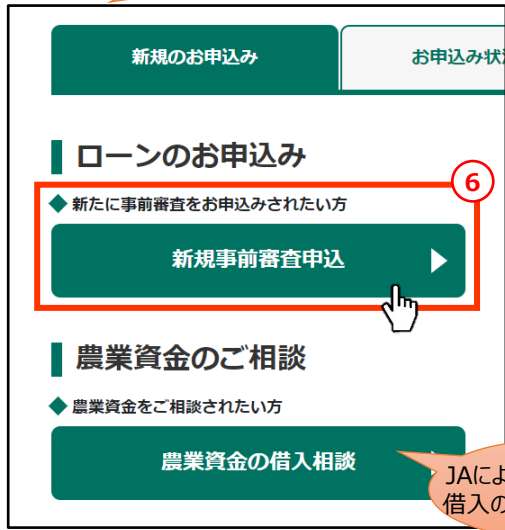 新規のお申込み
お申込み状
ローンのお申込み
⑥
◆ 新たに事前審査をお申込みされたい方
新規事前審査申込
農業資金のご相談
◆ 農業資金をご相談されたい方
農業資金の借入相談
JAによ
借入の